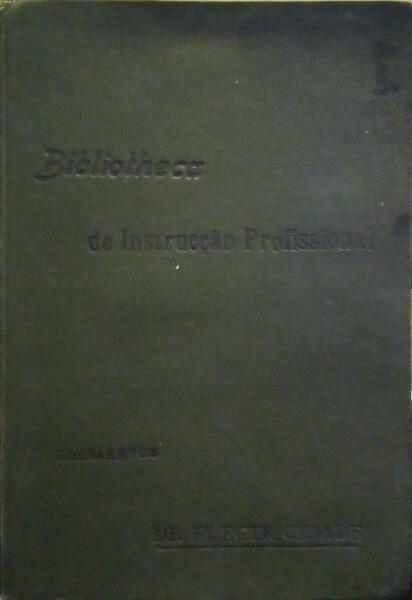 Bibliotheca
de Instrucção Profissional
ELEMENTOS
DE ELECTRICIDADE